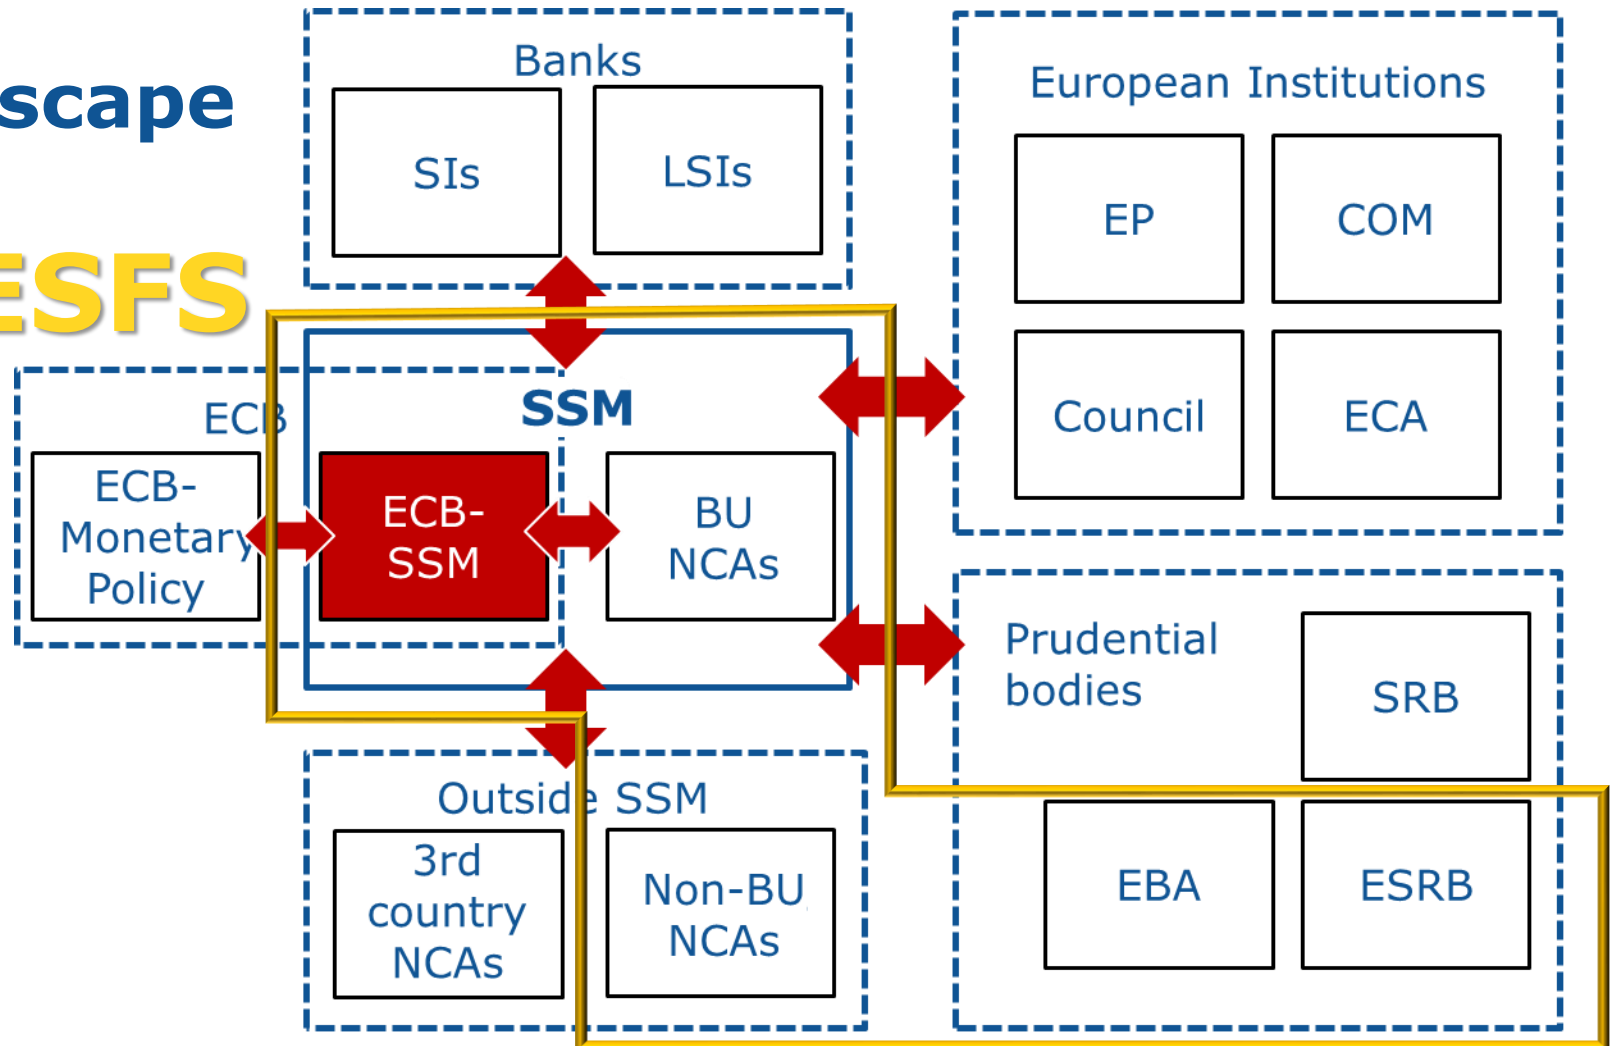 scape
ESFS
Banks
SIs
LSIs
European Institutions
EP
COM
Council
ECA
ECB
SSM
ECB-
Monetary
Policy
ECB-
SSM
BU
NCAs
Prudential
bodies
SRB
EBA
ESRB
Outside SSM
3rd
country
NCAs
Non-BU
NCAs